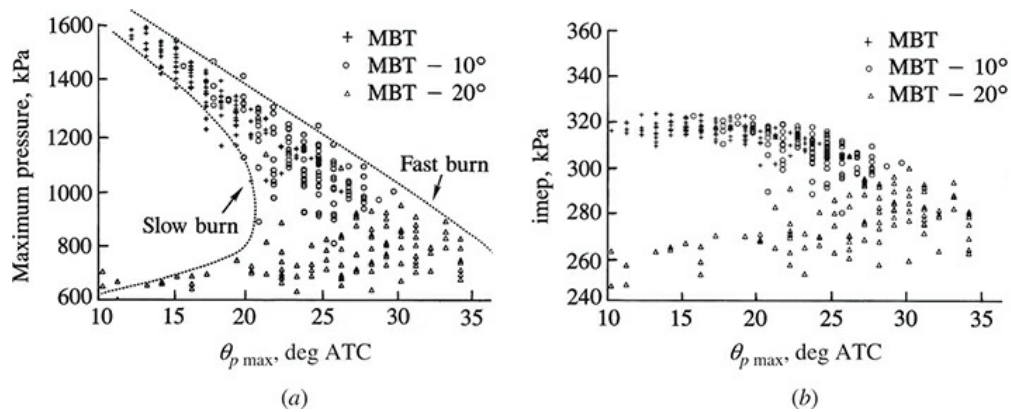 Maximum pressure, kPa
1600
1400
1200
1000
800
600
+ MBT
○ MBT − 10°
△ MBT − 20°
Fast burn
Slow burn
10 15 20 25 30 35
θp max, deg ATC
(a)
imep, kPa
360
340
320
300
280
260
240
+ MBT
○ MBT − 10°
△ MBT − 20°
10 15 20 25 30 35
θp max, deg ATC
(b)